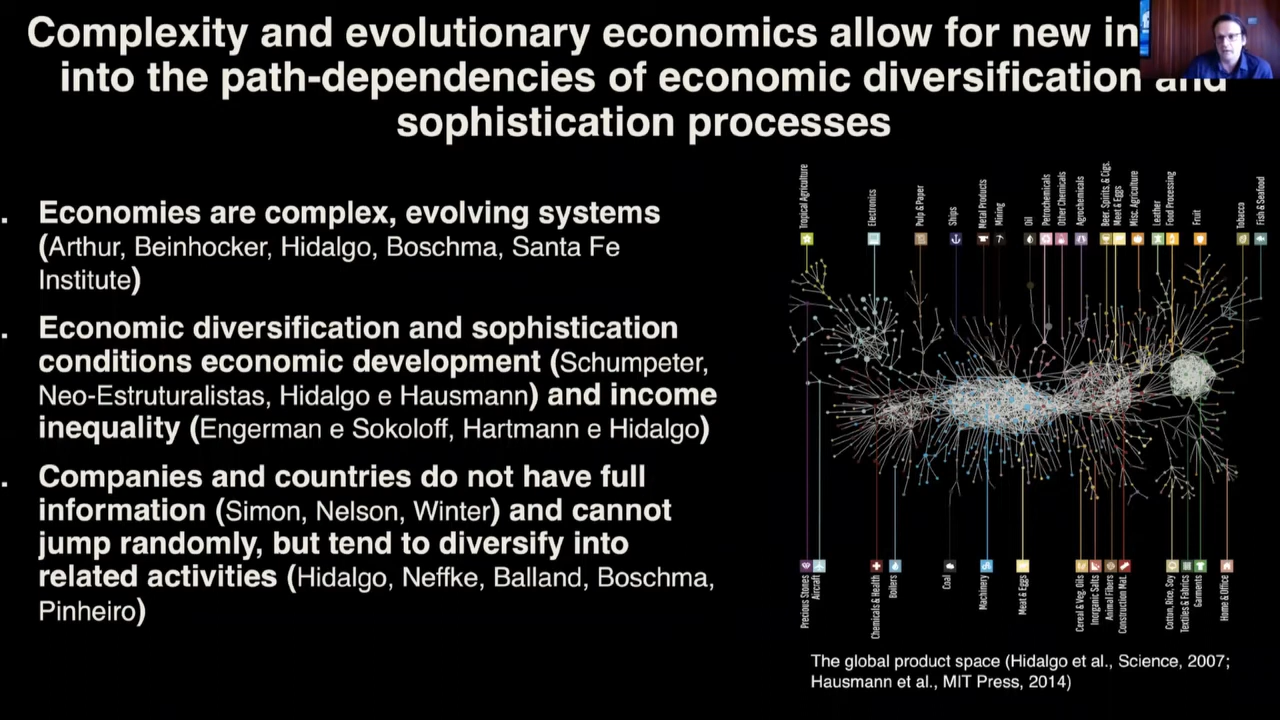 Complexity and evolutionary economics allow for new in
into the path-dependencies of economic diversification and
sophistication processes
. Economies are complex, evolving systems
(Arthur, Beinhocker, Hidalgo, Boschma, Santa Fe
Institute)
. Economic diversification and sophistication
conditions economic development (Schumpeter,
Neo-Estruturalistas, Hidalgo e Hausmann) and income
inequality (Engerman e Sokoloff, Hartmann e Hidalgo)
. Companies and countries do not have full
information (Simon, Nelson, Winter) and cannot
jump randomly, but tend to diversify into
related activities (Hidalgo, Neffke, Balland, Boschma,
Pinheiro)
Tropical Agriculture
Electronics
Pulp & Paper
Ships
Metal Products
Mining
Oil
Petrochemicals
Other Chemicals
Agrochemicals
Beer, Spirits, & Cigs.
Meat & Eggs
Misc. Agriculture
Leather
Food Processing
Fruit
Tobacco
Fish & Seafood
Precious Stones
Aircraft
Chemicals & Health
Boilers
Coal
Machinery
Meat & Eggs
Cereal & Veg. Oils
Inorganic Salts
Animal Fibers
Construction Mat.
Cotton, Rice, Soy
Textiles & Fabrics
Garments
Home & Office
The global product space (Hidalgo et al., Science, 2007;
Hausmann et al., MIT Press, 2014)